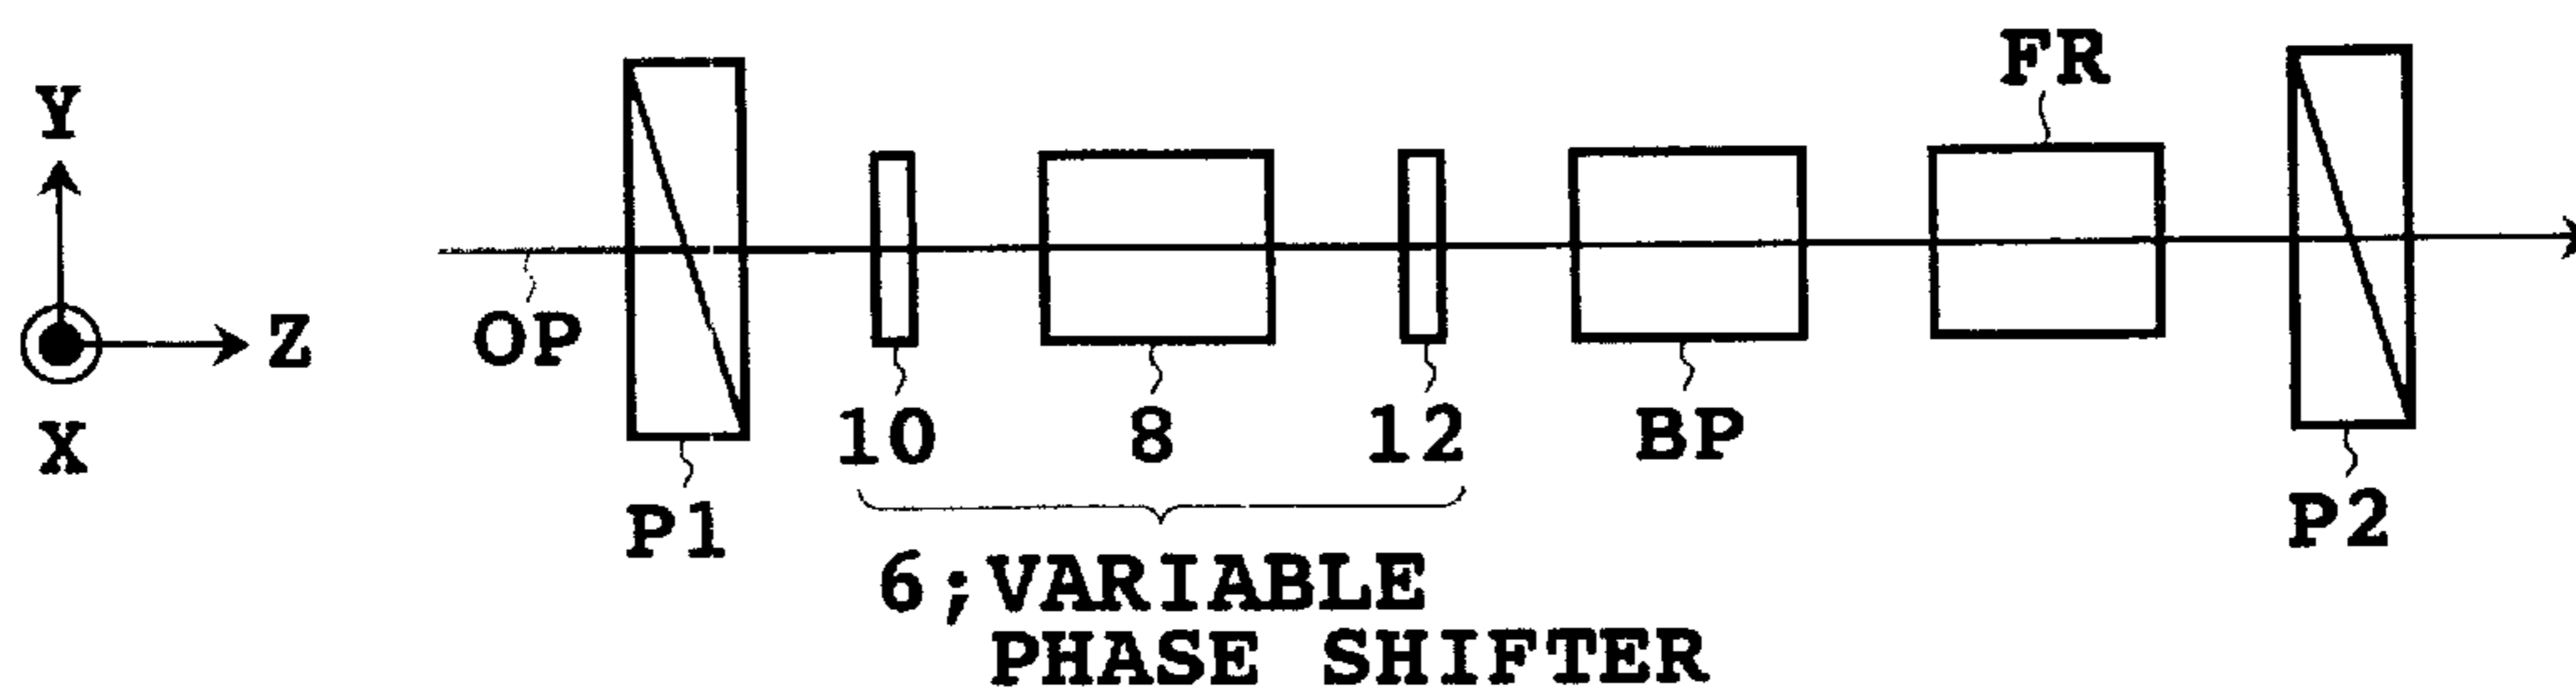 Y
Z
X
OP
P1
10
8
12
BP
FR
P2
6;VARIABLE
PHASE SHIFTER